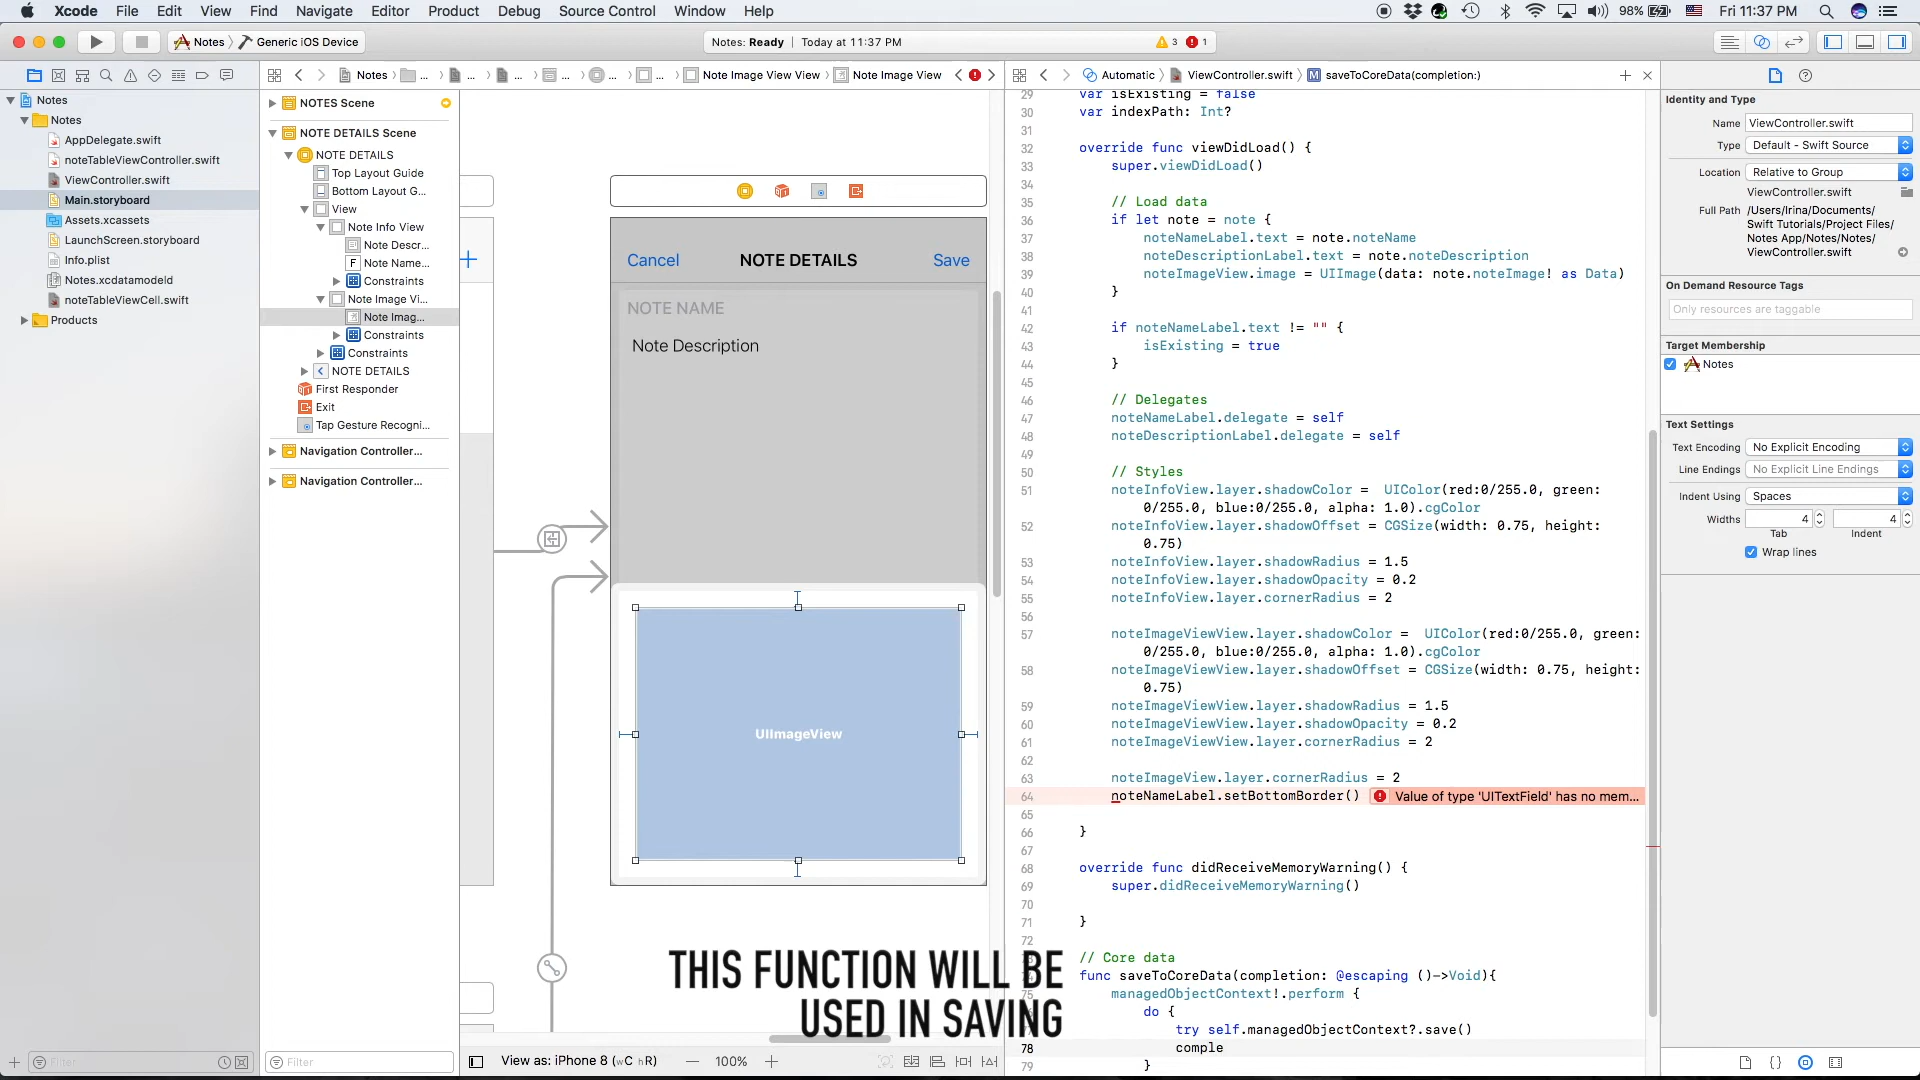 Xcode File Edit View Find Navigate Editor Product Debug Source Control Window Help
98% Fri 11:37 PM
Notes Generic iOS Device
Notes: Ready | Today at 11:37 PM 3 1
Notes ... ... ... ... ... ... Note Image View View Note Image View
Automatic ViewController.swift saveToCoreData(completion:)
Notes
Notes
AppDelegate.swift
noteTableViewController.swift
ViewController.swift
Main.storyboard
Assets.xcassets
LaunchScreen.storyboard
Info.plist
Notes.xcdatamodeld
noteTableViewCell.swift
Products
Filter
NOTES Scene
NOTE DETAILS Scene
NOTE DETAILS
Top Layout Guide
Bottom Layout G...
View
Note Info View
Note Descr...
F Note Name...
Constraints
Note Image Vi...
Note Imag...
Constraints
Constraints
NOTE DETAILS
First Responder
Exit
Tap Gesture Recogni...
Navigation Controller...
Navigation Controller...
Filter
Cancel NOTE DETAILS Save
NOTE NAME
Note Description
UIImageView
THIS FUNCTION WILL BE
USED IN SAVING
View as: iPhone 8 (wC hR) 100%
29 var isExisting = false
30 var indexPath: Int?
31
32 override func viewDidLoad() {
33 super.viewDidLoad()
34
35 // Load data
36 if let note = note {
37 noteNameLabel.text = note.noteName
38 noteDescriptionLabel.text = note.noteDescription
39 noteImageView.image = UIImage(data: note.noteImage! as Data)
40 }
41
42 if noteNameLabel.text != "" {
43 isExisting = true
44 }
45
46 // Delegates
47 noteNameLabel.delegate = self
48 noteDescriptionLabel.delegate = self
49
50 // Styles
51 noteInfoView.layer.shadowColor = UIColor(red:0/255.0, green:
0/255.0, blue:0/255.0, alpha: 1.0).cgColor
52 noteInfoView.layer.shadowOffset = CGSize(width: 0.75, height:
0.75)
53 noteInfoView.layer.shadowRadius = 1.5
54 noteInfoView.layer.shadowOpacity = 0.2
55 noteInfoView.layer.cornerRadius = 2
56
57 noteImageViewView.layer.shadowColor = UIColor(red:0/255.0, green:
0/255.0, blue:0/255.0, alpha: 1.0).cgColor
58 noteImageViewView.layer.shadowOffset = CGSize(width: 0.75, height:
0.75)
59 noteImageViewView.layer.shadowRadius = 1.5
60 noteImageViewView.layer.shadowOpacity = 0.2
61 noteImageViewView.layer.cornerRadius = 2
62
63 noteImageView.layer.cornerRadius = 2
64 noteNameLabel.setBottomBorder() Value of type 'UITextField' has no mem...
65
66 }
67
68 override func didReceiveMemoryWarning() {
69 super.didReceiveMemoryWarning()
70
71 }
72
// Core data
func saveToCoreData(completion: @escaping ()->Void){
managedObjectContext!.perform {
do {
try self.managedObjectContext?.save()
78 comple
79 }
Identity and Type
Name ViewController.swift
Type Default - Swift Source
Location Relative to Group
ViewController.swift
Full Path /Users/Irina/Documents/
Swift Tutorials/Project Files/
Notes App/Notes/Notes/
ViewController.swift
On Demand Resource Tags
Only resources are taggable
Target Membership
Notes
Text Settings
Text Encoding No Explicit Encoding
Line Endings No Explicit Line Endings
Indent Using Spaces
Widths 4 4
Tab Indent
Wrap lines